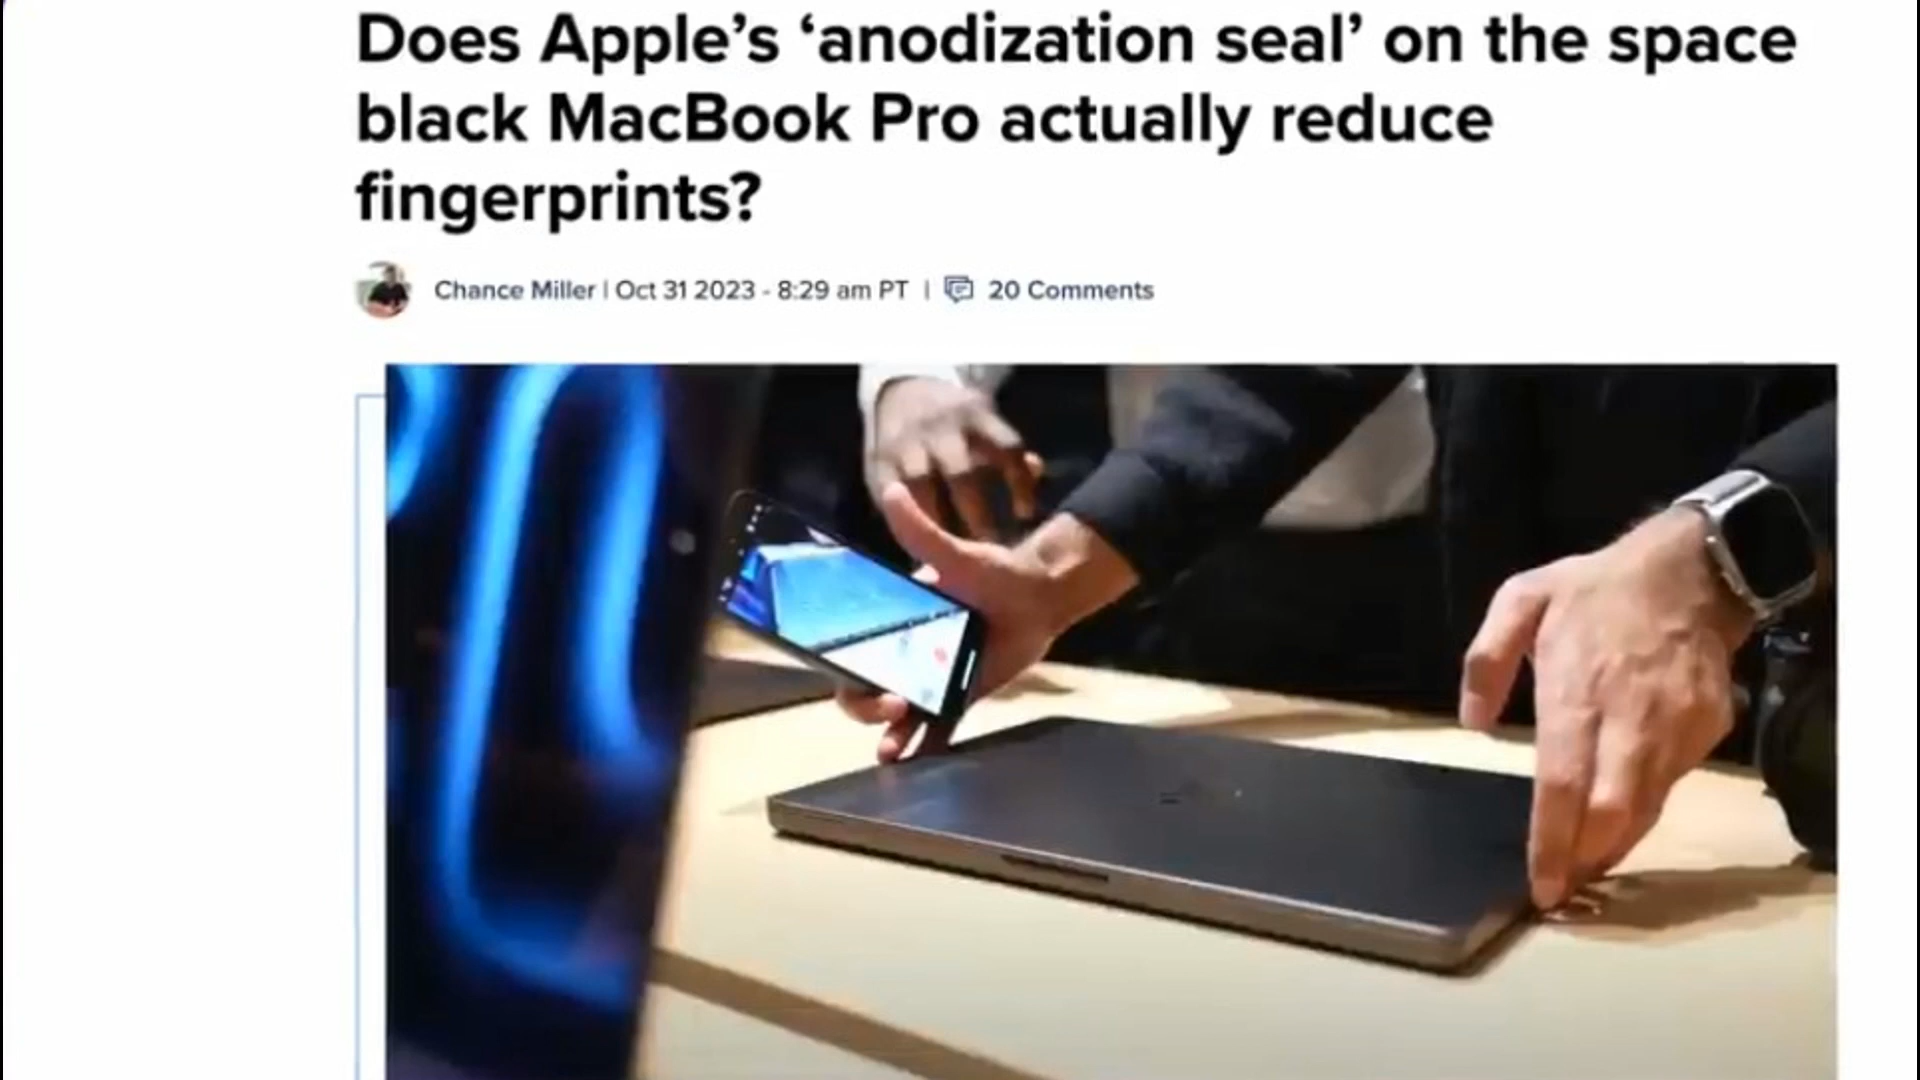 Does Apple’s ‘anodization seal’ on the space
black MacBook Pro actually reduce
fingerprints?
Chance Miller | Oct 31 2023 - 8:29 am PT | 20 Comments